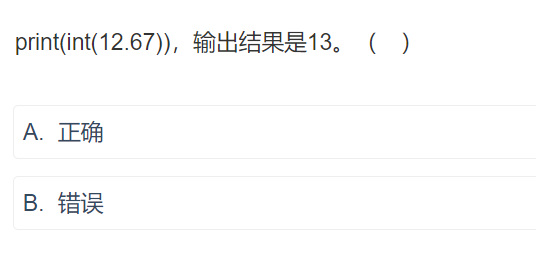 print(int(12.67))，输出结果是13。（　）
A. 正确
B. 错误